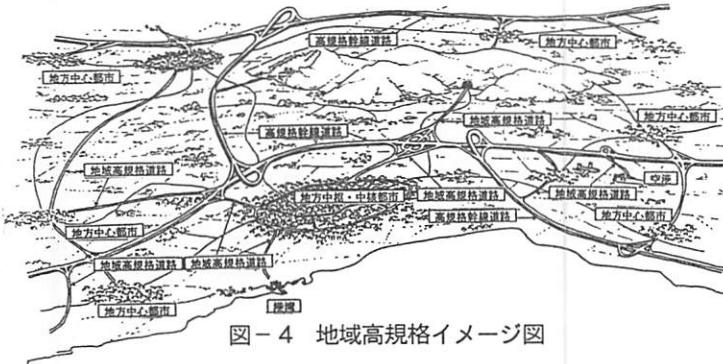 高規格幹線道路
地方中心都市
地方中心都市
地方中心都市
高規格幹線道路
地域高規格道路
地域高規格道路
空港
地方中枢・中核都市
地域高規格道路
地域高規格道路
高規格幹線道路
地方中心都市
地方中心都市
地域高規格道路
地域高規格道路
地方中心都市
港湾
図-4 地域高規格イメージ図